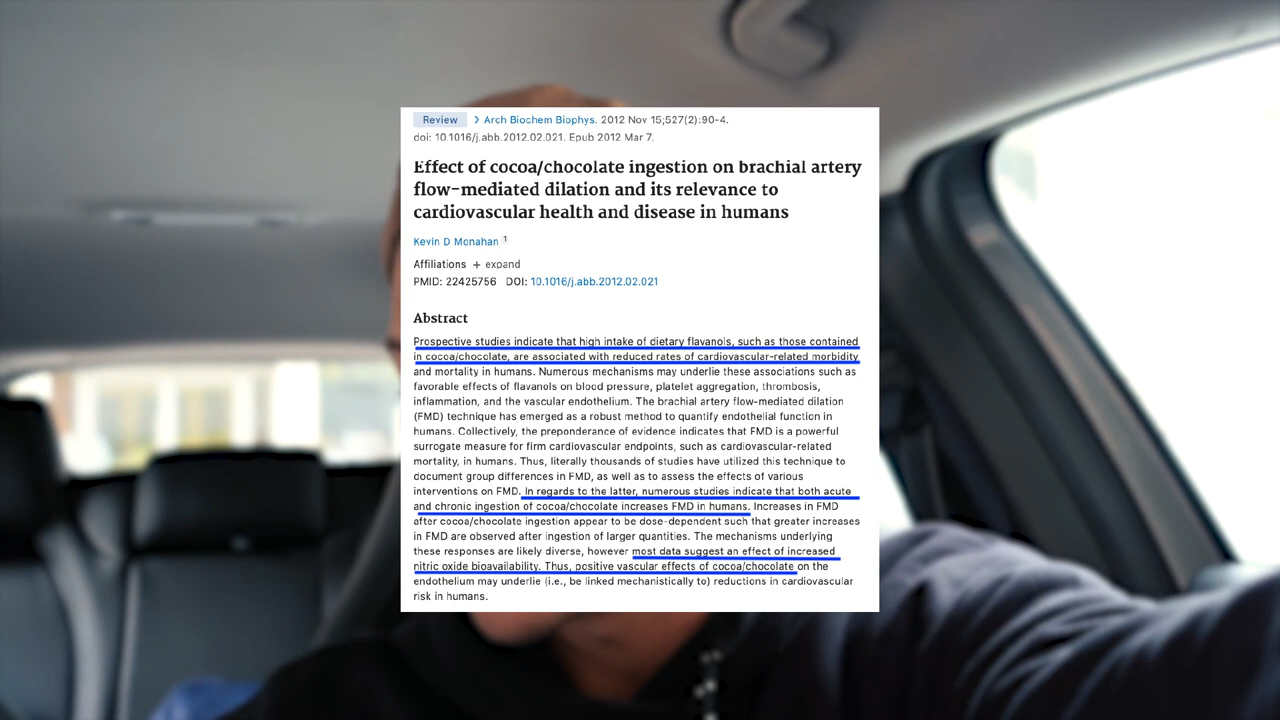 Review > Arch Biochem Biophys. 2012 Nov 15;527(2):90-4.
doi: 10.1016/j.abb.2012.02.021. Epub 2012 Mar 7.
Effect of cocoa/chocolate ingestion on brachial artery
flow-mediated dilation and its relevance to
cardiovascular health and disease in humans
Kevin D Monahan 1
Affiliations + expand
PMID: 22425756 DOI: 10.1016/j.abb.2012.02.021
Abstract
Prospective studies indicate that high intake of dietary flavanols, such as those contained
in cocoa/chocolate, are associated with reduced rates of cardiovascular-related morbidity
and mortality in humans. Numerous mechanisms may underlie these associations such as
favorable effects of flavanols on blood pressure, platelet aggregation, thrombosis,
inflammation, and the vascular endothelium. The brachial artery flow-mediated dilation
(FMD) technique has emerged as a robust method to quantify endothelial function in
humans. Collectively, the preponderance of evidence indicates that FMD is a powerful
surrogate measure for firm cardiovascular endpoints, such as cardiovascular-related
mortality, in humans. Thus, literally thousands of studies have utilized this technique to
document group differences in FMD, as well as to assess the effects of various
interventions on FMD. In regards to the latter, numerous studies indicate that both acute
and chronic ingestion of cocoa/chocolate increases FMD in humans. Increases in FMD
after cocoa/chocolate ingestion appear to be dose-dependent such that greater increases
in FMD are observed after ingestion of larger quantities. The mechanisms underlying
these responses are likely diverse, however most data suggest an effect of increased
nitric oxide bioavailability. Thus, positive vascular effects of cocoa/chocolate on the
endothelium may underlie (i.e., be linked mechanistically to) reductions in cardiovascular
risk in humans.